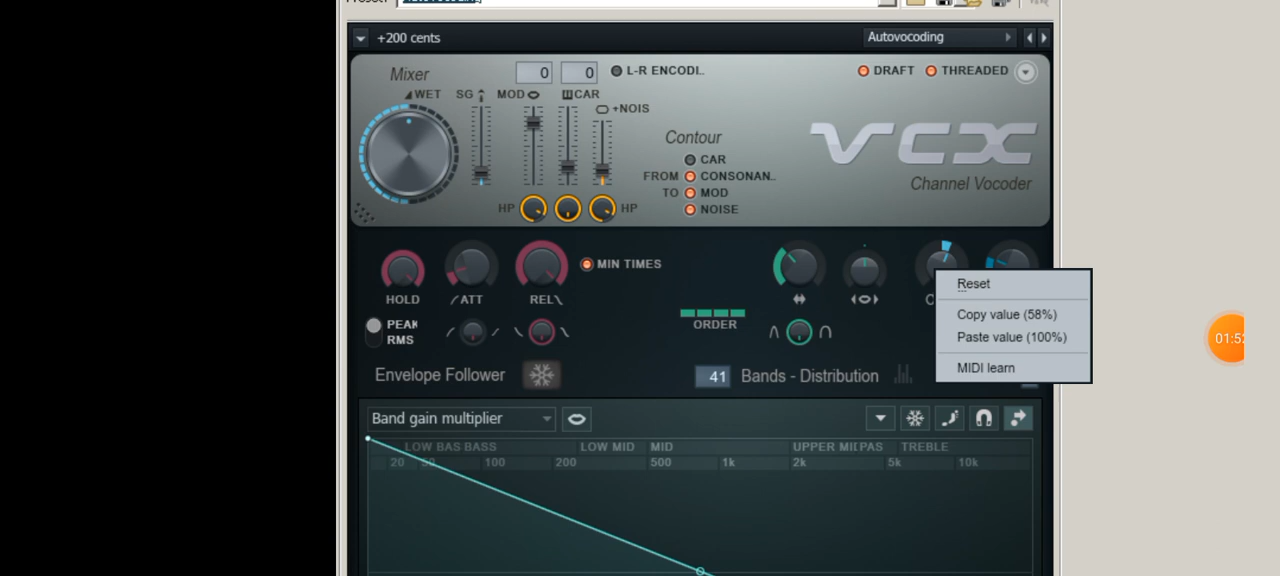 +200 cents
Autovocoding
Mixer
0
0
L-R ENCODI..
DRAFT
THREADED
WET
SG
MOD
CAR
+NOIS
Contour
CAR
FROM
CONSONAN..
TO
MOD
NOISE
VCX
Channel Vocoder
HP
HP
MIN TIMES
HOLD
ATT
REL
ORDER
PEAK
RMS
Envelope Follower
41
Bands - Distribution
Reset
Copy value (58%)
Paste value (100%)
MIDI learn
Band gain multiplier
LOW BAS BASS
LOW MID
MID
UPPER MID
PAS
TREBLE
20
50
100
200
500
1k
2k
5k
10k